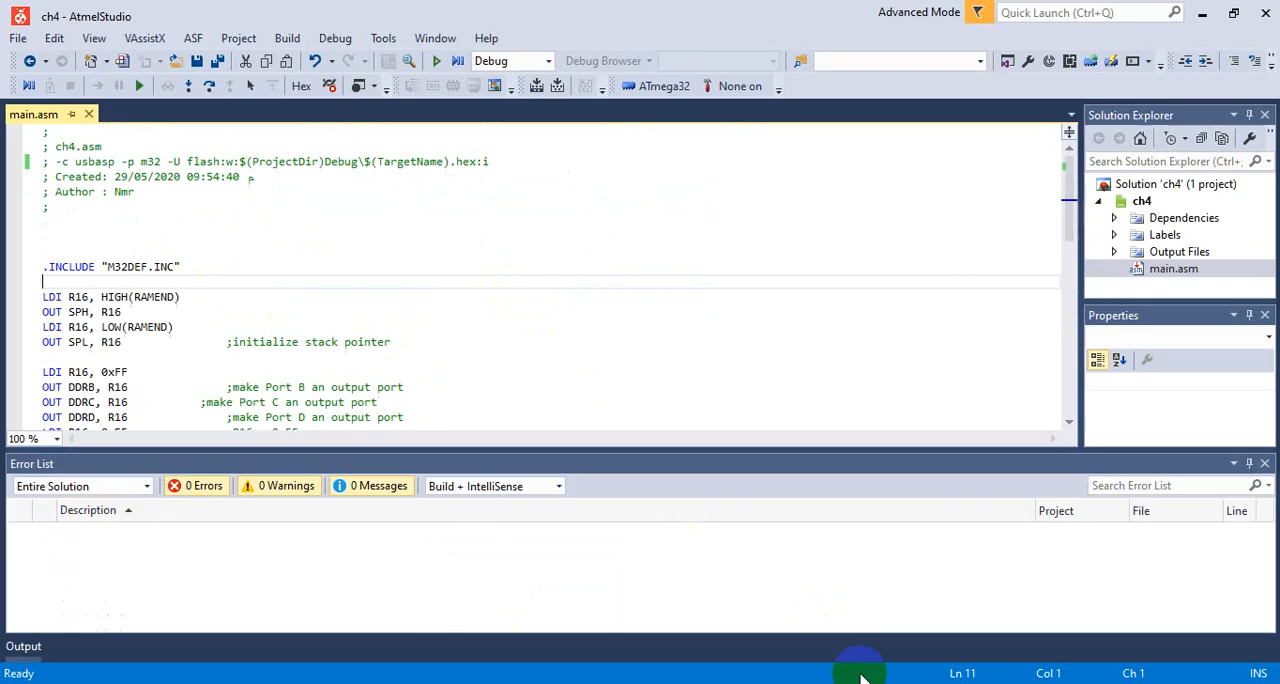 ch4 - AtmelStudio
Advanced Mode
Quick Launch (Ctrl+Q)
File Edit View VAssistX ASF Project Build Debug Tools Window Help
Debug Debug Browser
Hex ATmega32 None on
main.asm
;
; ch4.asm
; -c usbasp -p m32 -U flash:w:$(ProjectDir)Debug\$(TargetName).hex:i
; Created: 29/05/2020 09:54:40 م
; Author : Nmr
;
.INCLUDE "M32DEF.INC"
LDI R16, HIGH(RAMEND)
OUT SPH, R16
LDI R16, LOW(RAMEND)
OUT SPL, R16 ;initialize stack pointer
LDI R16, 0xFF
OUT DDRB, R16 ;make Port B an output port
OUT DDRC, R16 ;make Port C an output port
OUT DDRD, R16 ;make Port D an output port
100 %
Solution Explorer
Search Solution Explorer (Ctrl+;)
Solution 'ch4' (1 project)
ch4
Dependencies
Labels
Output Files
main.asm
Properties
Error List
Entire Solution 0 Errors 0 Warnings 0 Messages Build + IntelliSense Search Error List
Description Project File Line
Output
Ready Ln 11 Col 1 Ch 1 INS